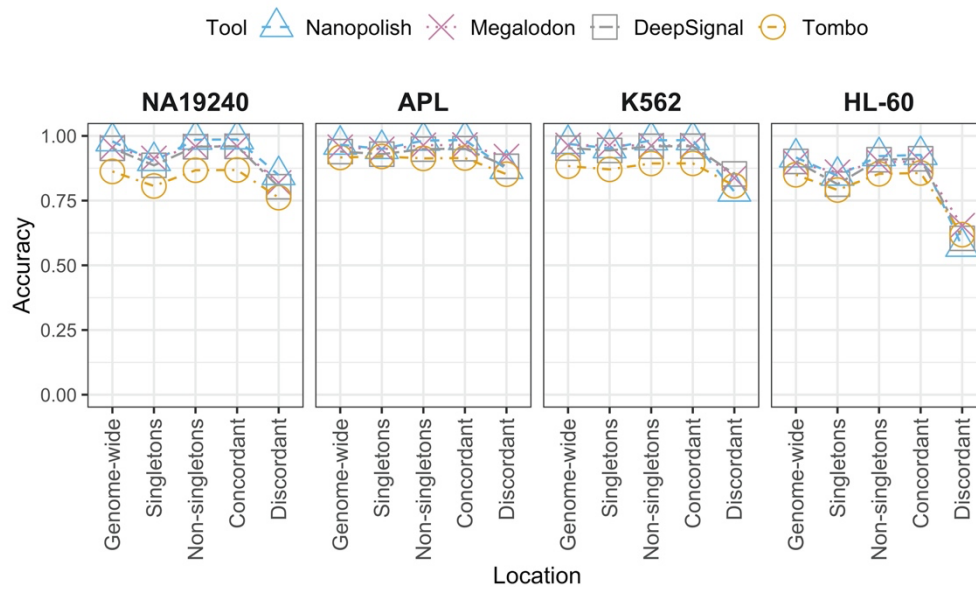 Tool Nanopolish Megalodon DeepSignal Tombo
NA19240 APL K562 HL-60
Accuracy
1.00
0.75
0.50
0.25
0.00
Genome-wide Singletons Non-singletons Concordant Discordant
Genome-wide Singletons Non-singletons Concordant Discordant
Genome-wide Singletons Non-singletons Concordant Discordant
Genome-wide Singletons Non-singletons Concordant Discordant
Location